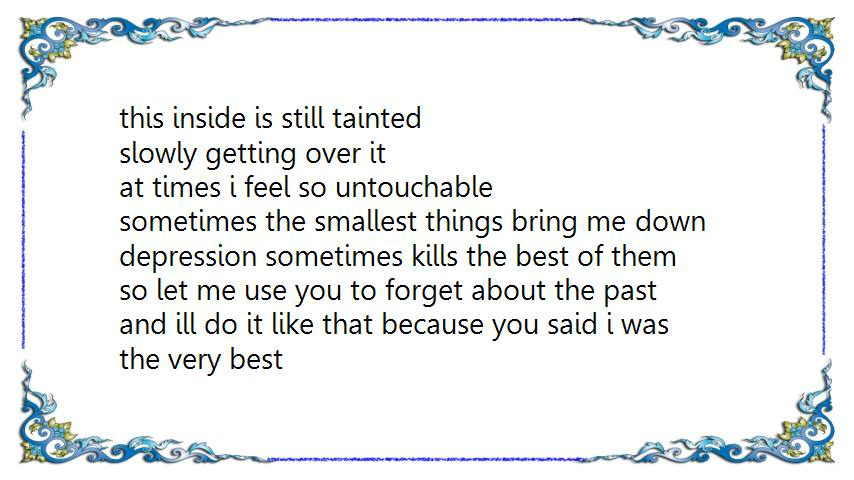 this inside is still tainted
slowly getting over it
at times i feel so untouchable
sometimes the smallest things bring me down
depression sometimes kills the best of them
so let me use you to forget about the past
and ill do it like that because you said i was
the very best